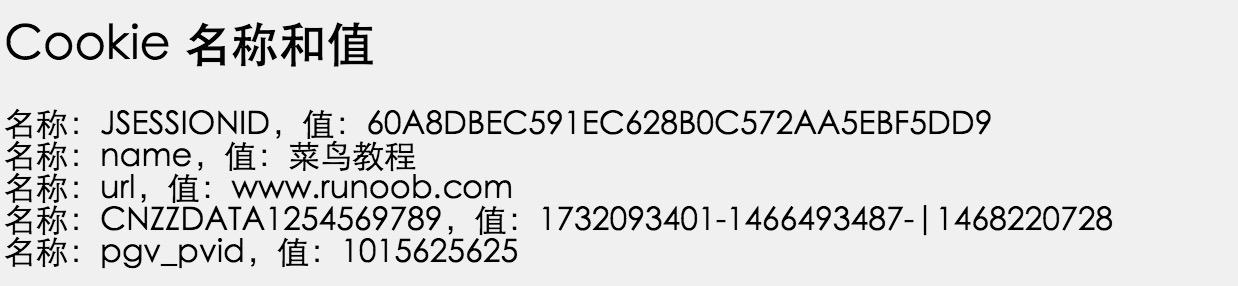 Cookie 名称和值
名称：JSESSIONID，值：60A8DBEC591EC628B0C572AA5EBF5DD9
名称：name，值：菜鸟教程
名称：url，值：www.runoob.com
名称：CNZZDATA1254569789，值：1732093401-1466493487-|1468220728
名称：pgv_pvid，值：1015625625